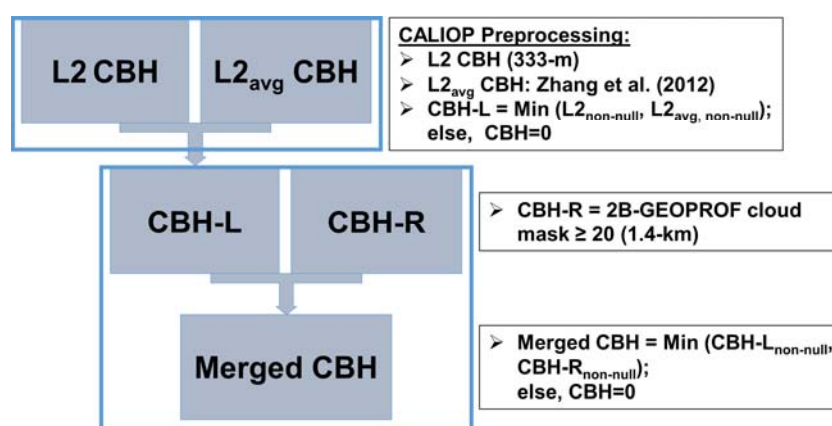 L2 CBH
L2avg CBH
CALIOP Preprocessing:
➤ L2 CBH (333-m)
➤ L2avg CBH: Zhang et al. (2012)
➤ CBH-L = Min (L2non-null, L2avg, non-null);
else, CBH=0
CBH-L
CBH-R
➤ CBH-R = 2B-GEOPROF cloud
mask ≥ 20 (1.4-km)
Merged CBH
➤ Merged CBH = Min (CBH-Lnon-null,
CBH-Rnon-null);
else, CBH=0